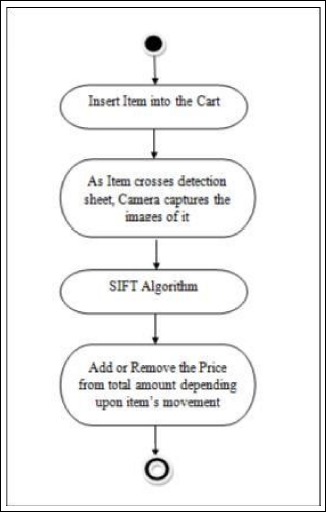 Insert Item into the Cart
As Item crosses detection
sheet, Camera captures the
images of it
SIFT Algorithm
Add or Remove the Price
from total amount depending
upon item's movement